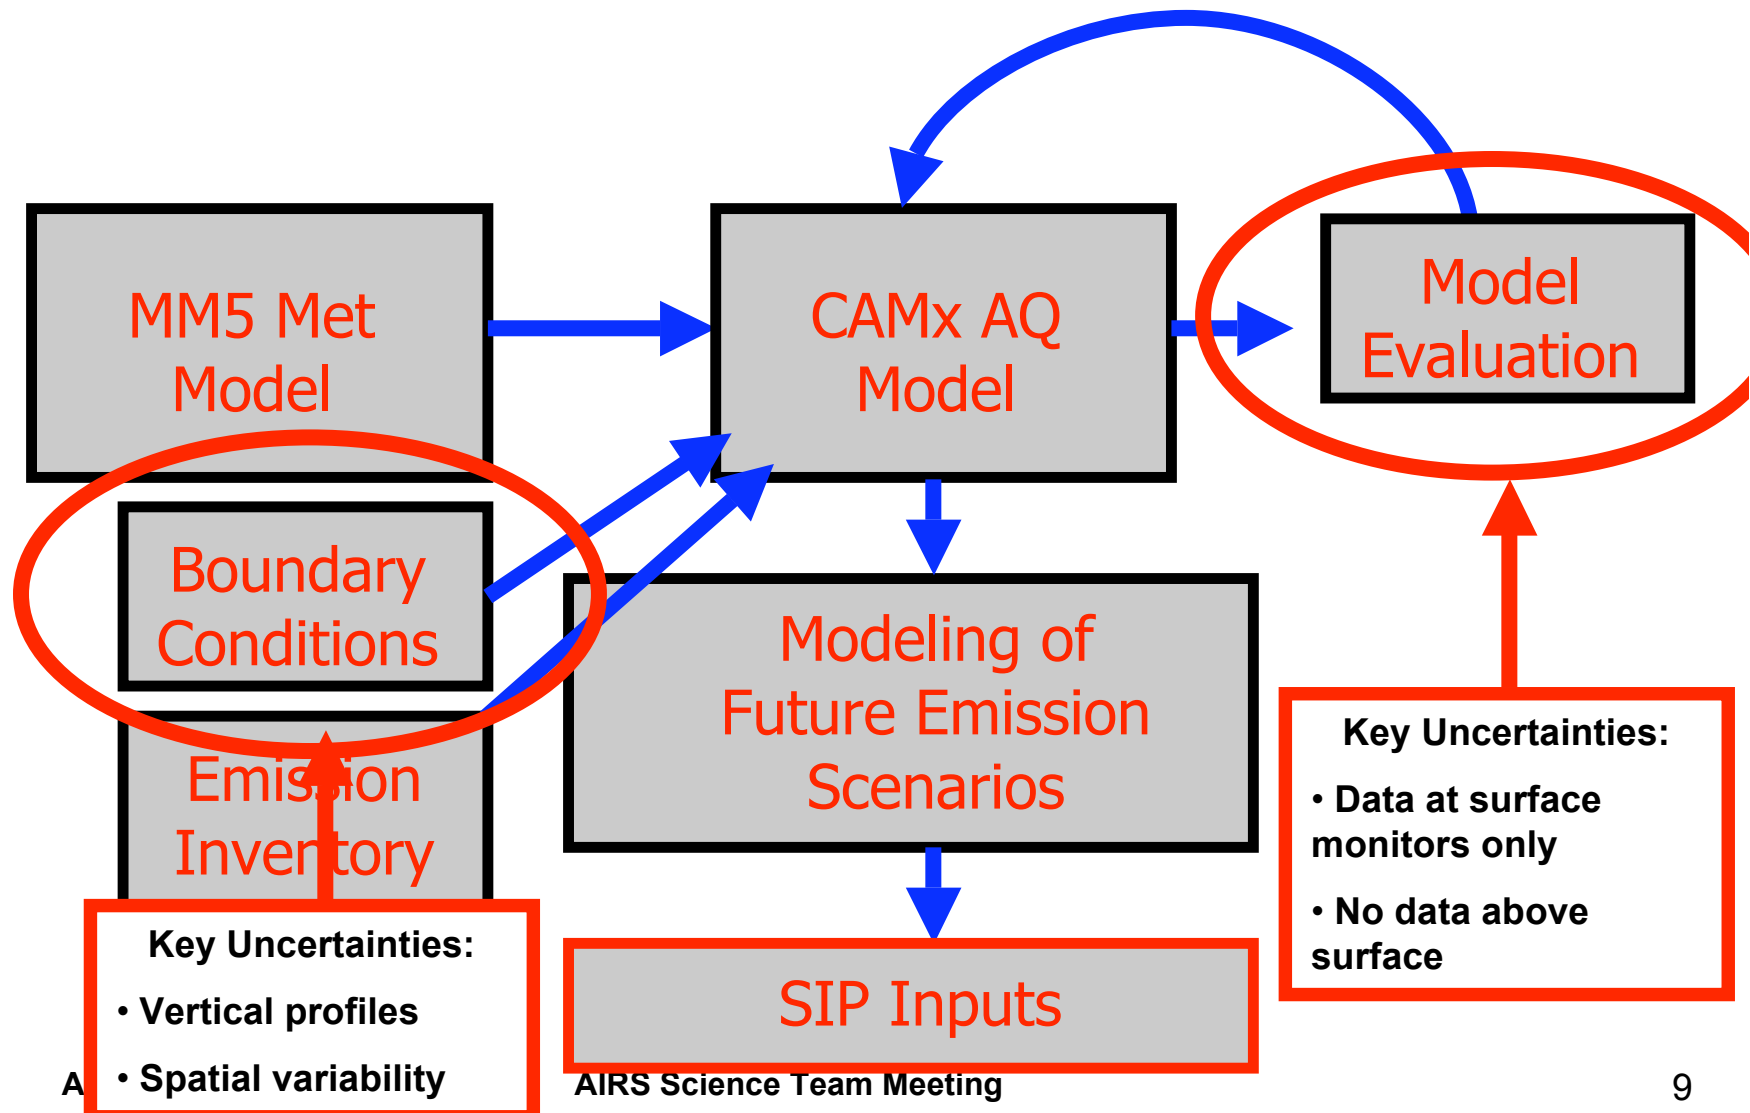 MM5 Met
Model
CAMx AQ
Model
Model
Evaluation
Boundary
Conditions
Emission
Inventory
Modeling of
Future Emission
Scenarios
SIP Inputs
Key Uncertainties:
• Data at surface
monitors only
• No data above
surface
Key Uncertainties:
• Vertical profiles
• Spatial variability
AIRS Science Team Meeting
9